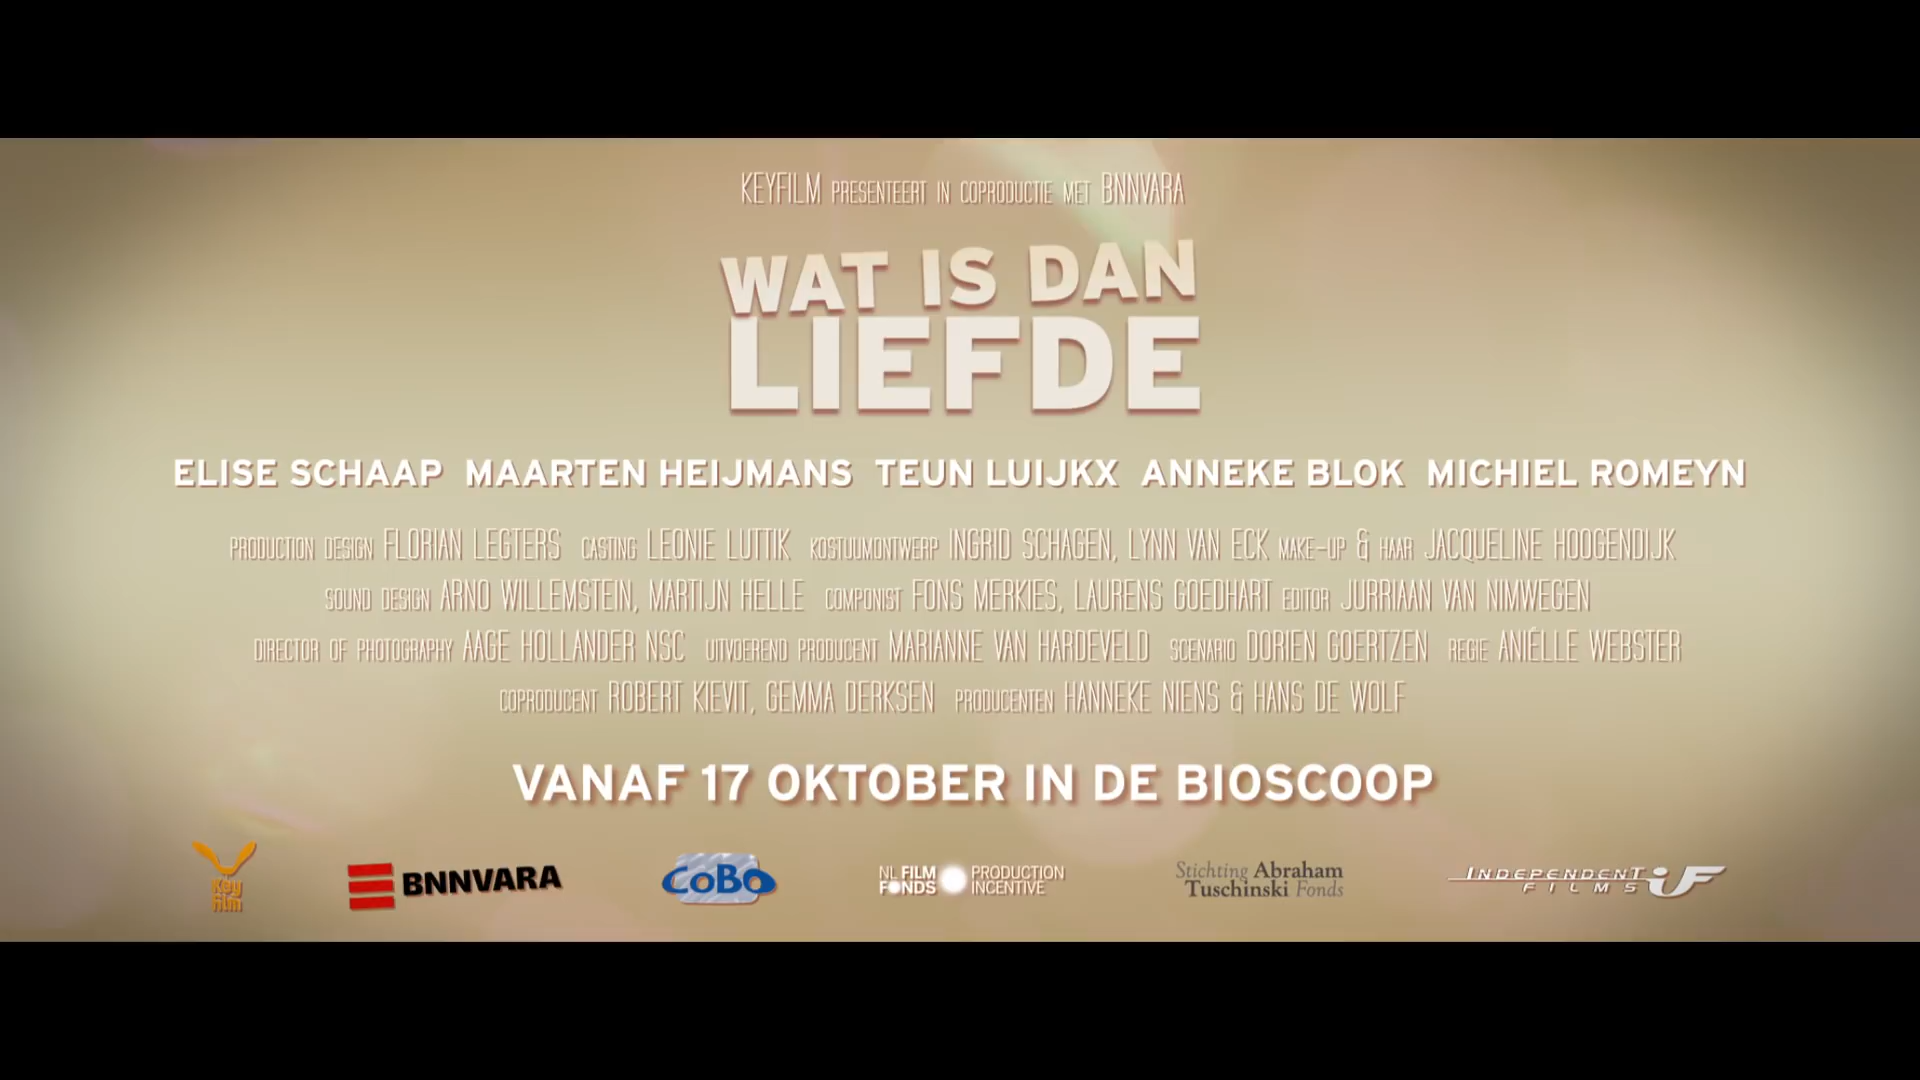 KEYFILM PRESENTEERT IN COPRODUCTIE MET BNNVARA
WAT IS DAN
LIEFDE
ELISE SCHAAP MAARTEN HEIJMANS TEUN LUIJKX ANNEKE BLOK MICHIEL ROMEYN
PRODUCTION DESIGN FLORIAN LEGTERS CASTING LEONIE LUTTIK KOSTUUMONTWERP INGRID SCHAGEN, LYNN VAN ECK MAKE-UP & HAAR JACQUELINE HOOGENDIJK
SOUND DESIGN ARNO WILLEMSTEIN, MARTIJN HELLE COMPONIST FONS MERKIES, LAURENS GOEDHART EDITOR JURRIAAN VAN NIMWEGEN
DIRECTOR OF PHOTOGRAPHY AAGE HOLLANDER NSC UITVOEREND PRODUCENT MARIANNE VAN HARDEVELD SCENARIO DORIEN GOERTZEN REGIE ANIËLLE WEBSTER
COPRODUCENT ROBERT KIEVIT, GEMMA DERKSEN PRODUCENTEN HANNEKE NIENS & HANS DE WOLF
VANAF 17 OKTOBER IN DE BIOSCOOP
Key
film
BNNVARA
CoBO
NL FILM
FONDS
PRODUCTION
INCENTIVE
Stichting Abraham
Tuschinski Fonds
INDEPENDENT
FILMS
iF